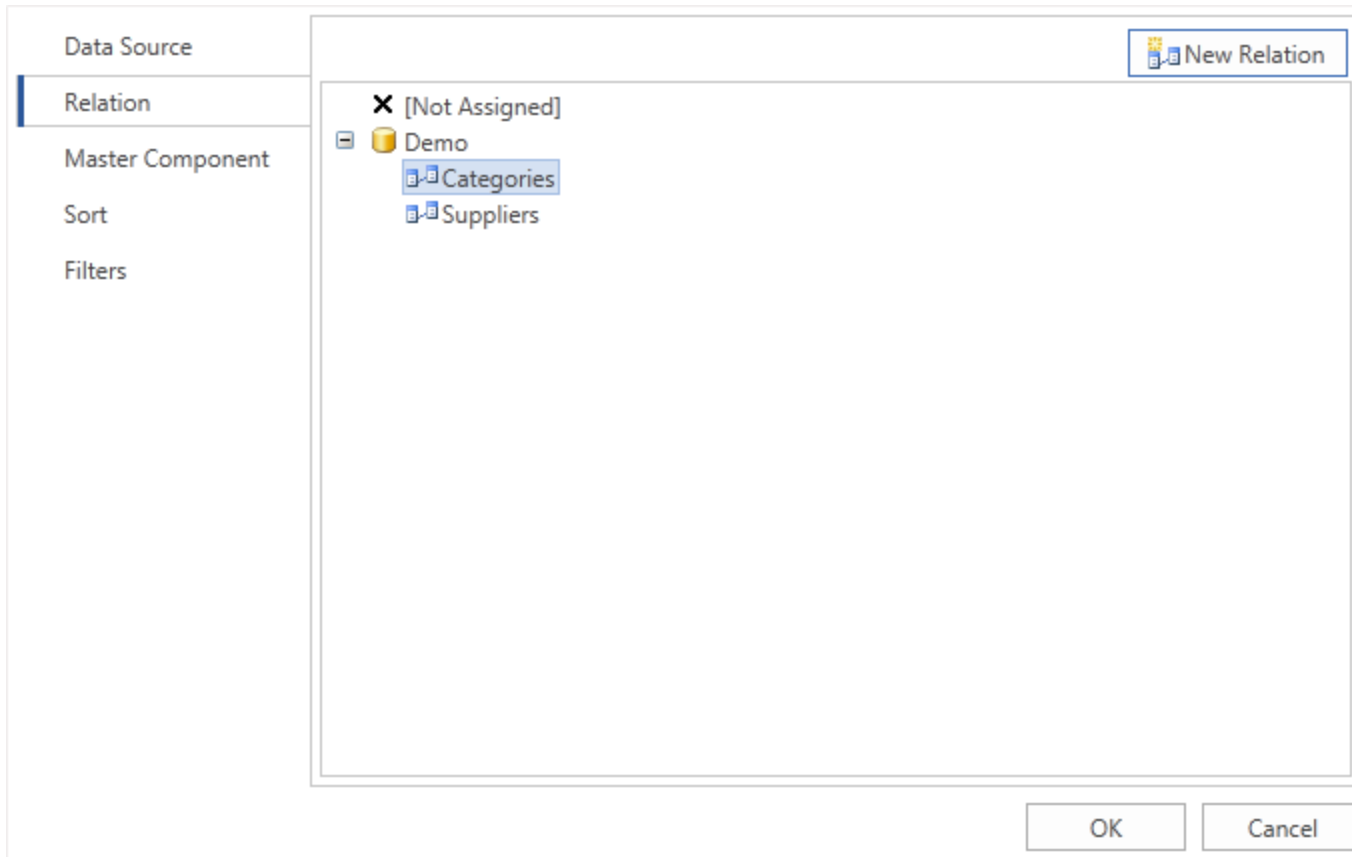 Data Source
Relation
Master Component
Sort
Filters
New Relation
[Not Assigned]
Demo
Categories
Suppliers
OK
Cancel